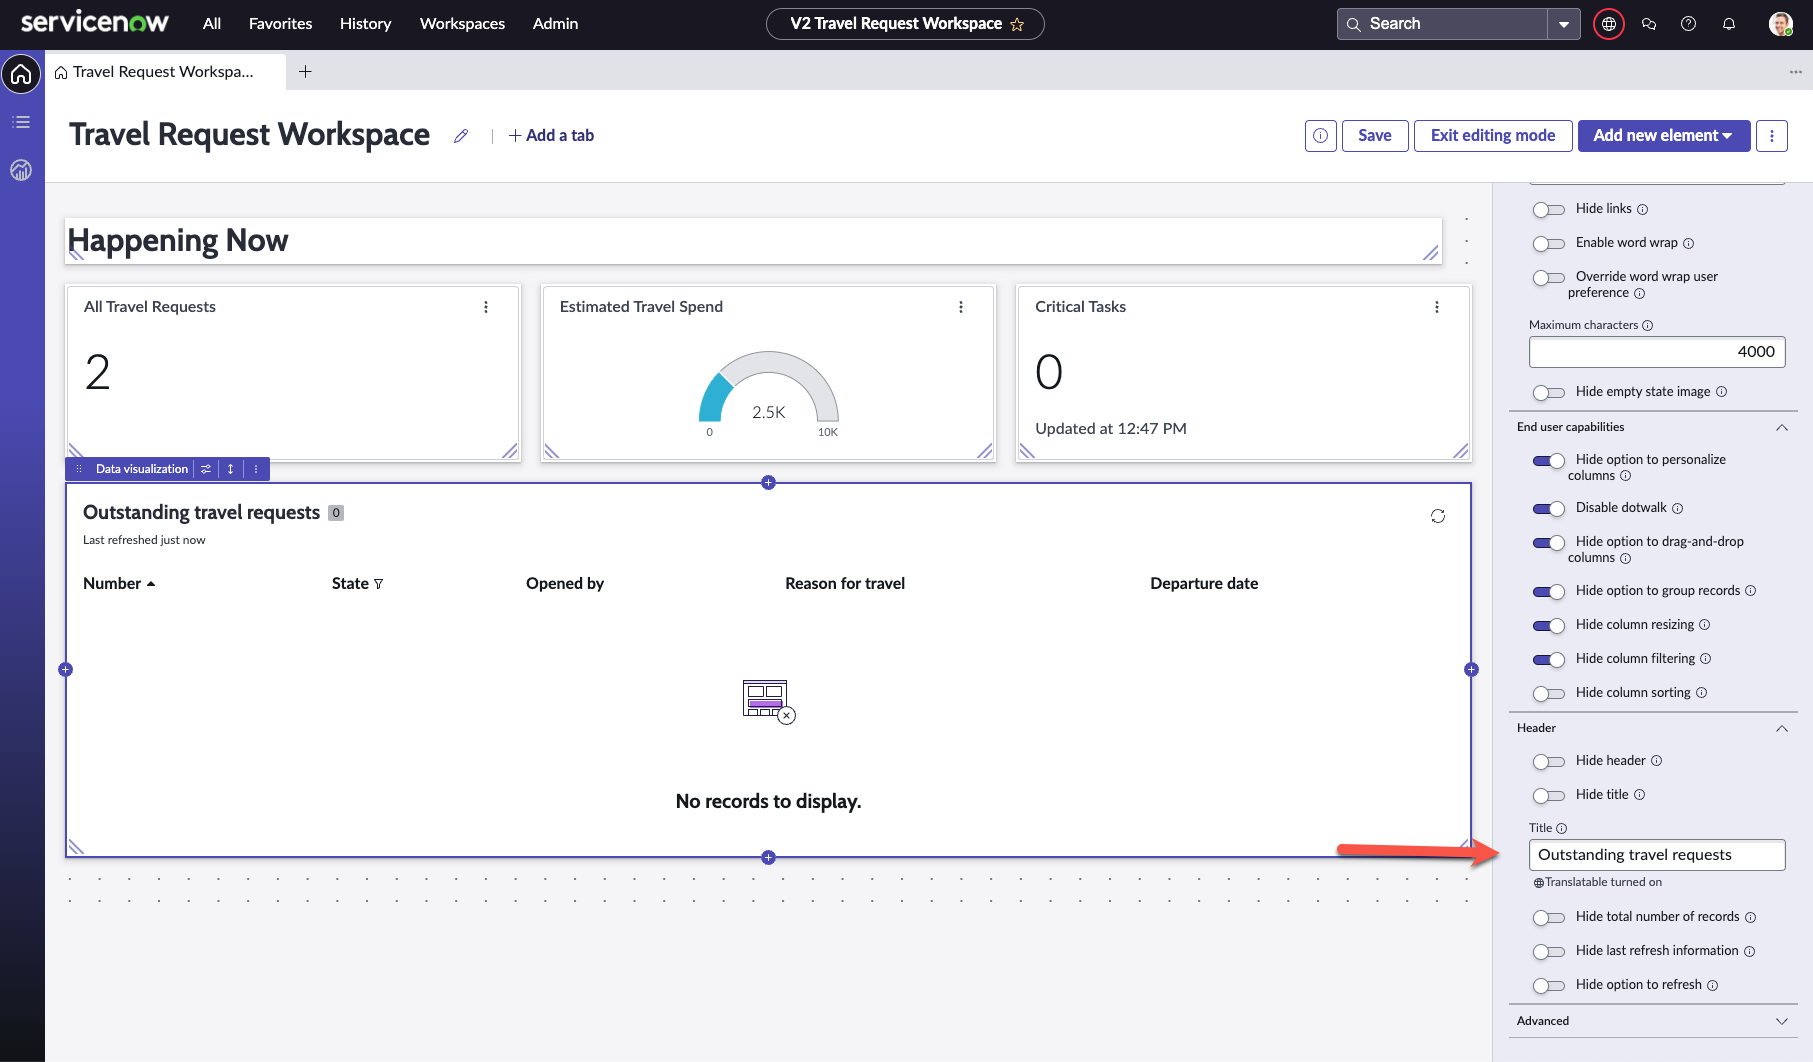 servicenow
All
Favorites
History
Workspaces
Admin
V2 Travel Request Workspace
Search
Travel Request Workspa...
Travel Request Workspace
Add a tab
Save
Exit editing mode
Add new element
Happening Now
All Travel Requests
2
Estimated Travel Spend
2.5K
0
10K
Critical Tasks
0
Updated at 12:47 PM
Data visualization
Outstanding travel requests 0
Last refreshed just now
Number
State
Opened by
Reason for travel
Departure date
No records to display.
Hide links
Enable word wrap
Override word wrap user
preference
Maximum characters
4000
Hide empty state image
End user capabilities
Hide option to personalize
columns
Disable dotwalk
Hide option to drag-and-drop
columns
Hide option to group records
Hide column resizing
Hide column filtering
Hide column sorting
Header
Hide header
Hide title
Title
Outstanding travel requests
Translatable turned on
Hide total number of records
Hide last refresh information
Hide option to refresh
Advanced